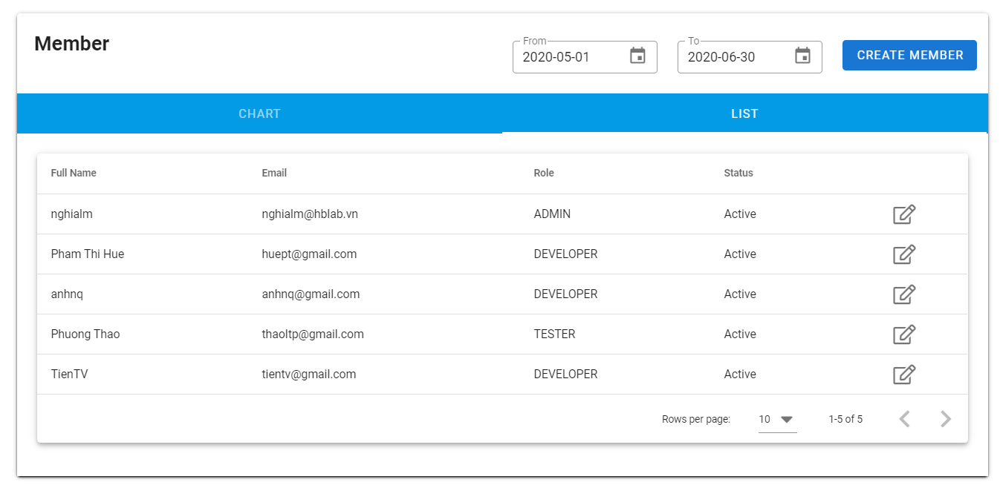 Member
From
2020-05-01
To
2020-06-30
CREATE MEMBER
CHART
LIST
Full Name Email Role Status
nghialm nghialm@hblab.vn ADMIN Active
Pham Thi Hue huept@gmail.com DEVELOPER Active
anhnq anhnq@gmail.com DEVELOPER Active
Phuong Thao thaoltp@gmail.com TESTER Active
TienTV tientv@gmail.com DEVELOPER Active
Rows per page: 10 1-5 of 5